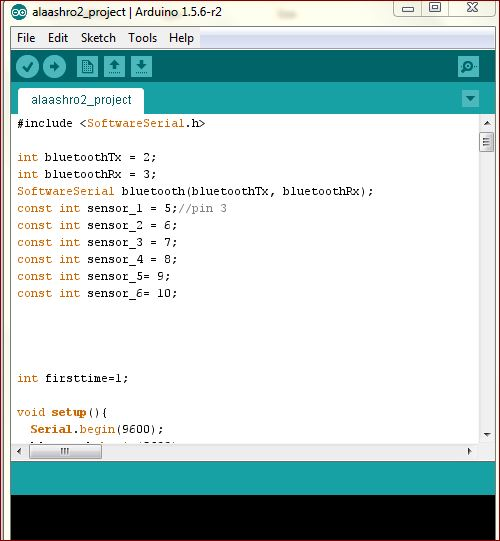 alaashro2_project | Arduino 1.5.6-r2
File Edit Sketch Tools Help
alaashro2_project
#include <SoftwareSerial.h>
int bluetoothTx = 2;
int bluetoothRx = 3;
SoftwareSerial bluetooth(bluetoothTx, bluetoothRx);
const int sensor_1 = 5;//pin 3
const int sensor_2 = 6;
const int sensor_3 = 7;
const int sensor_4 = 8;
const int sensor_5= 9;
const int sensor_6= 10;
int firsttime=1;
void setup(){
Serial.begin(9600);